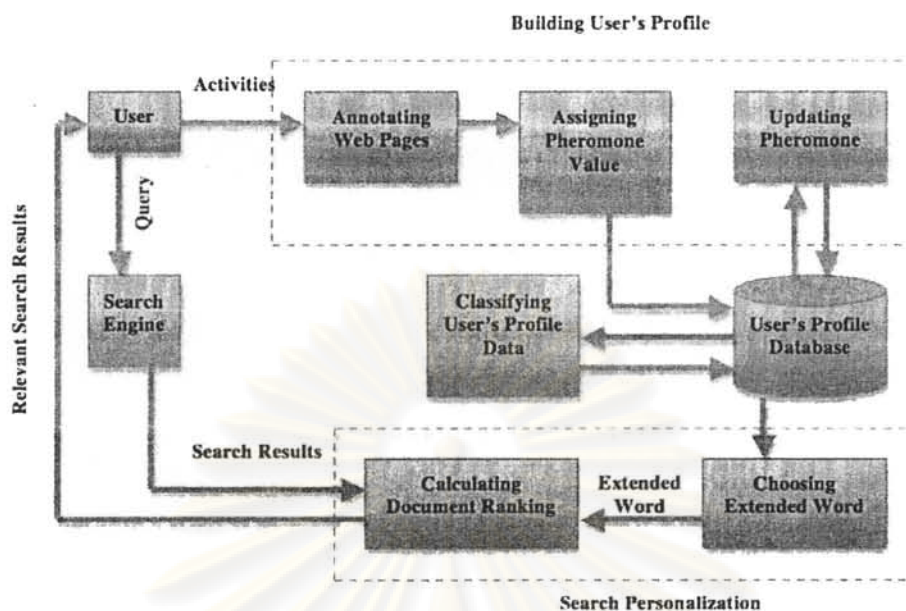 Building User's Profile
Activities
User
Annotating
Web Pages
Assigning
Pheromone
Value
Updating
Pheromone
Query
Relevant Search Results
Search
Engine
Classifying
User's Profile
Data
User's Profile
Database
Search Results
Calculating
Document Ranking
Extended
Word
Choosing
Extended Word
Search Personalization